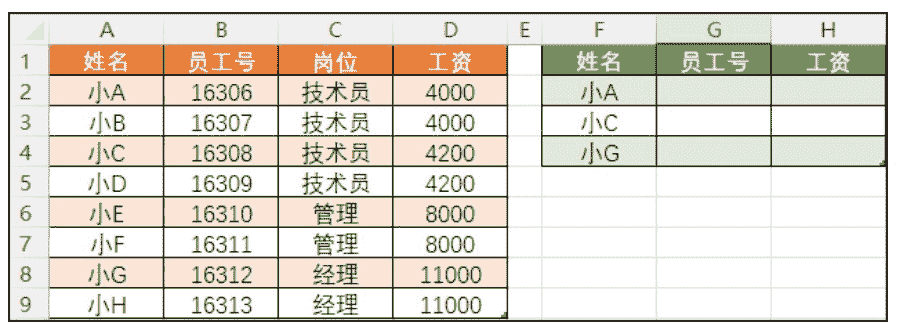 A B C D E F G H
1 姓名 员工号 岗位 工资 姓名 员工号 工资
2 小A 16306 技术员 4000 小A
3 小B 16307 技术员 4000 小C
4 小C 16308 技术员 4200 小G
5 小D 16309 技术员 4200
6 小E 16310 管理 8000
7 小F 16311 管理 8000
8 小G 16312 经理 11000
9 小H 16313 经理 11000